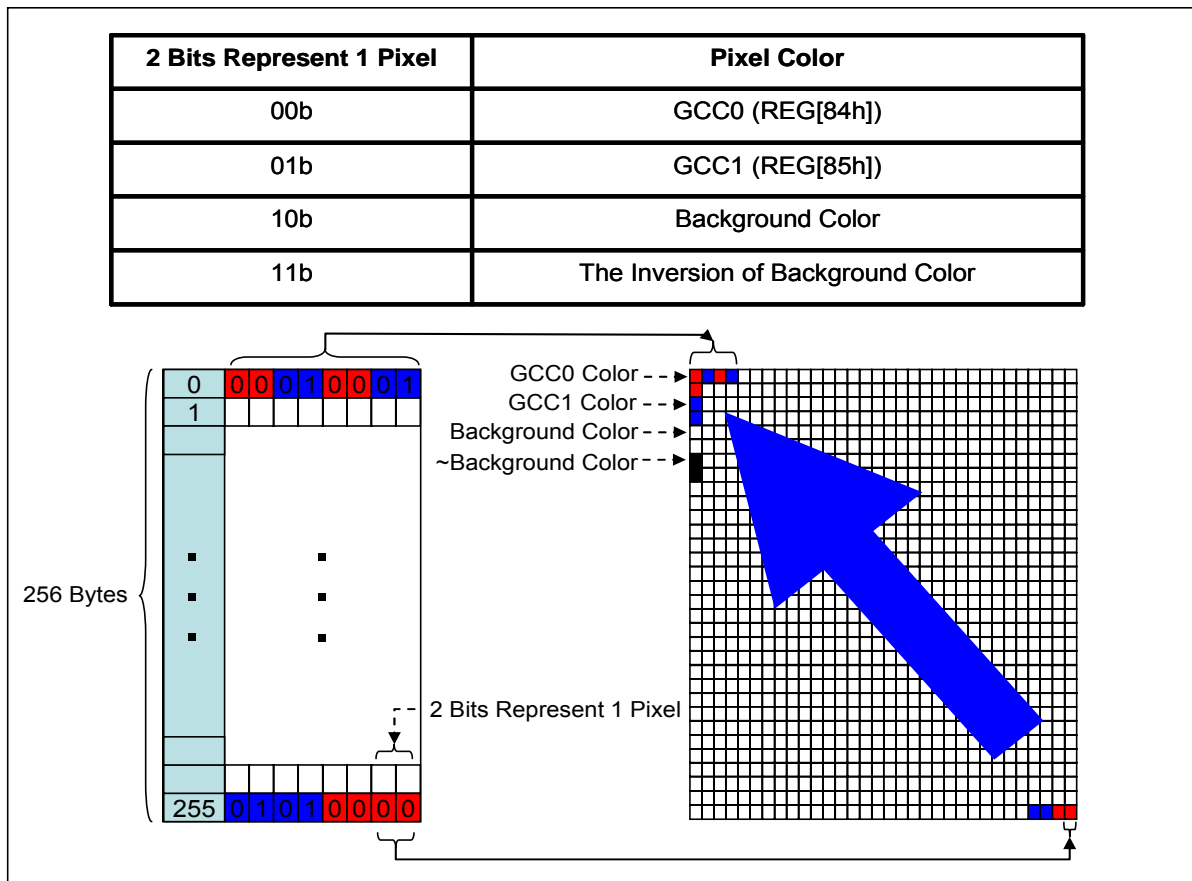 2 Bits Represent 1 Pixel Pixel Color
00b GCC0 (REG[84h])
01b GCC1 (REG[85h])
10b Background Color
11b The Inversion of Background Color
0 0 0 0 1 0 0 0 1
1
255 0 1 0 1 0 0 0 0
256 Bytes
2 Bits Represent 1 Pixel
GCC0 Color
GCC1 Color
Background Color
~Background Color